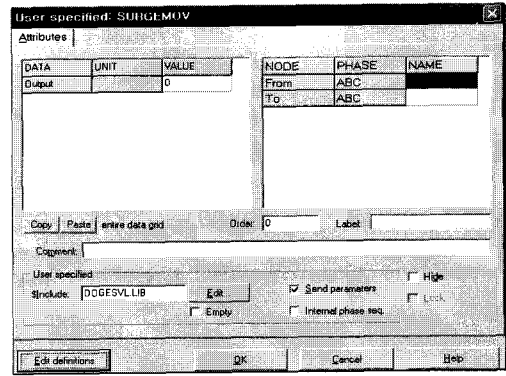 User specified: SURGEMOV
Attributes
DATA UNIT VALUE
Output 0
NODE PHASE NAME
From ABC
To ABC
Copy Paste entire data grid Order: 0 Label:
Comment:
User specified
$Include: DOGESVL.LIB Edit Send parameters Hide
Empty Internal phase seq. Lock
Edit definitions OK Cancel Help